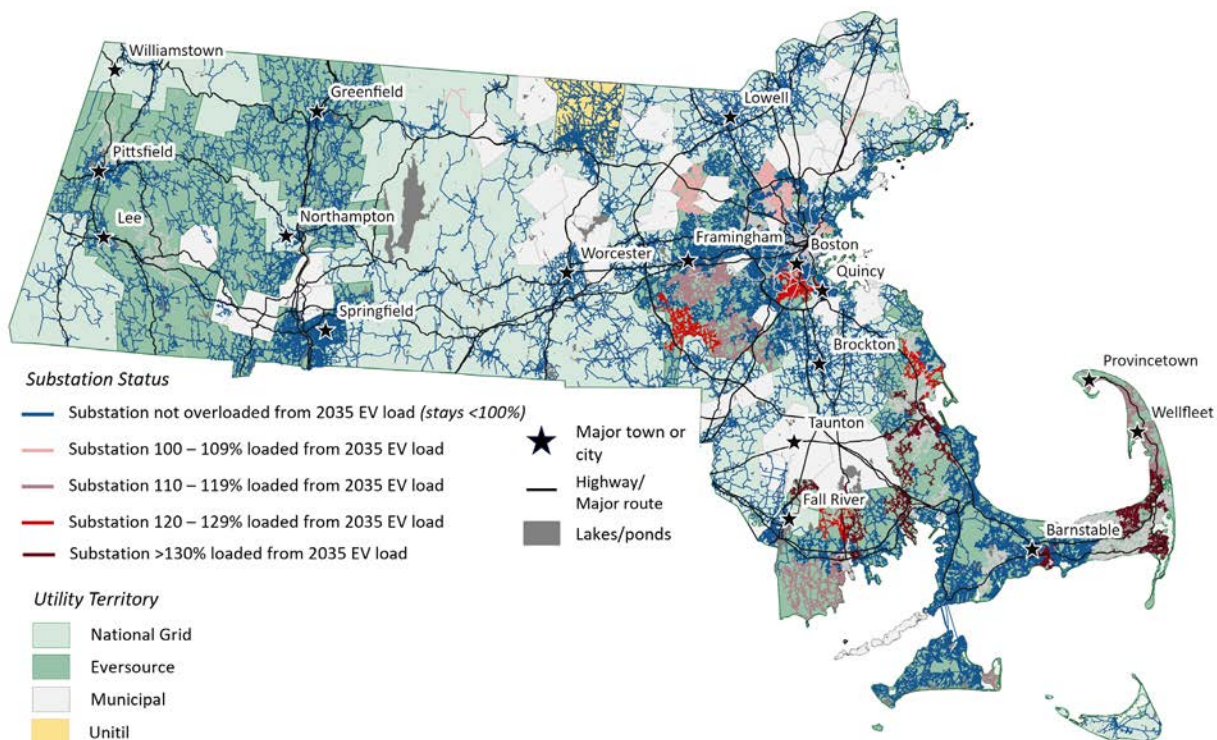 Williamstown
Greenfield
Lowell
Pittsfield
Lee
Northampton
Worcester
Framingham
Boston
Quincy
Springfield
Brockton
Provincetown
Wellfleet
Taunton
Fall River
Barnstable
Substation Status
Substation not overloaded from 2035 EV load (stays <100%)
Substation 100 – 109% loaded from 2035 EV load
Substation 110 – 119% loaded from 2035 EV load
Substation 120 – 129% loaded from 2035 EV load
Substation >130% loaded from 2035 EV load
Major town or
city
Highway/
Major route
Lakes/ponds
Utility Territory
National Grid
Eversource
Municipal
Unitil